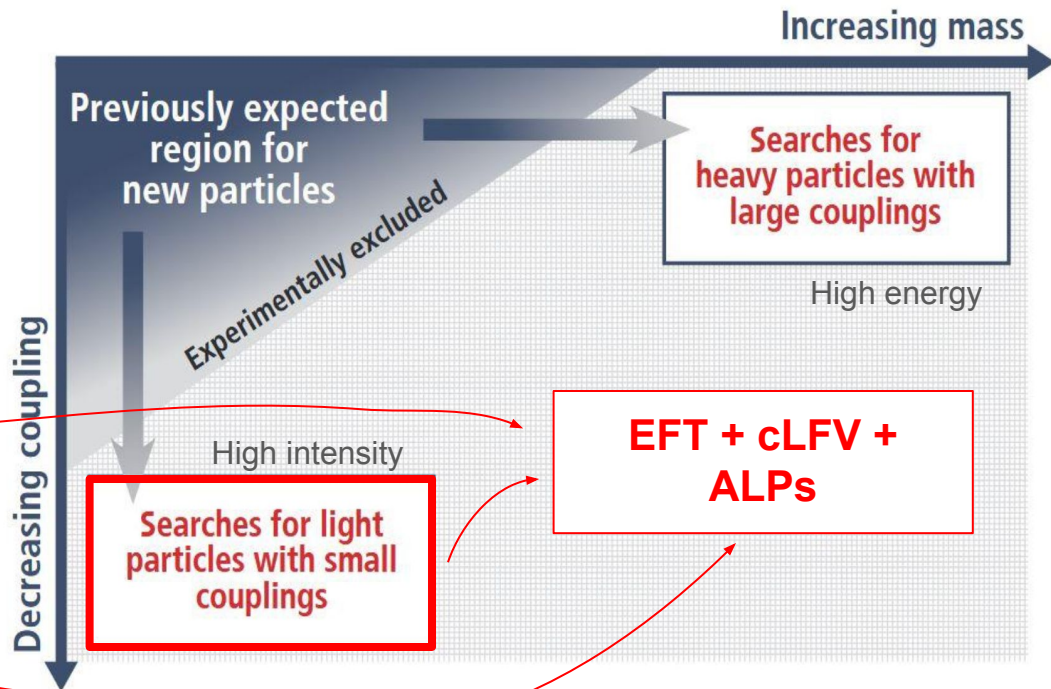 Increasing mass
Previously expected
region for
new particles
Searches for
heavy particles with
large couplings
Experimentally excluded
High energy
Decreasing coupling
High intensity
EFT + cLFV +
ALPs
Searches for light
particles with small
couplings